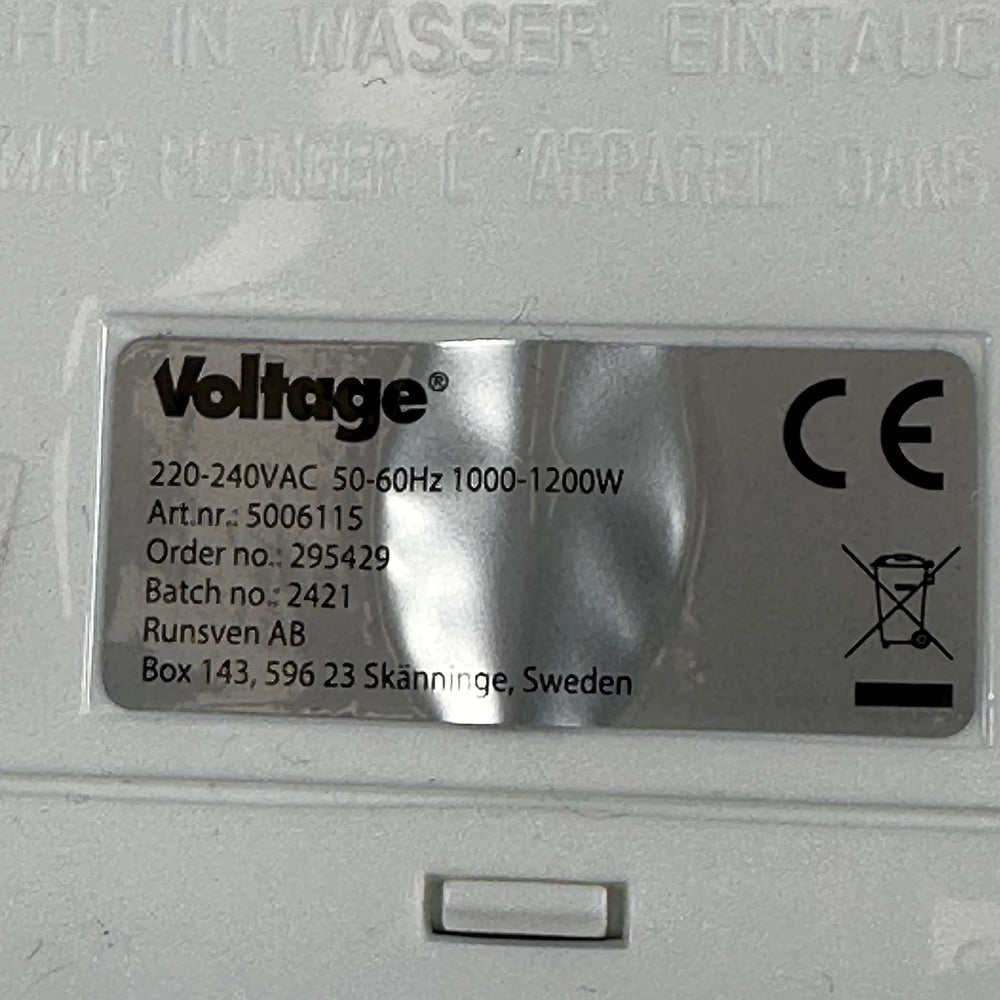 IN WASSER EINTAUC
PLONGER L' APPAREIL DANS
Voltage®
220-240VAC 50-60Hz 1000-1200W
Art.nr.: 5006115
Order no.: 295429
Batch no.: 2421
Runsven AB
Box 143, 596 23 Skänninge, Sweden
CE